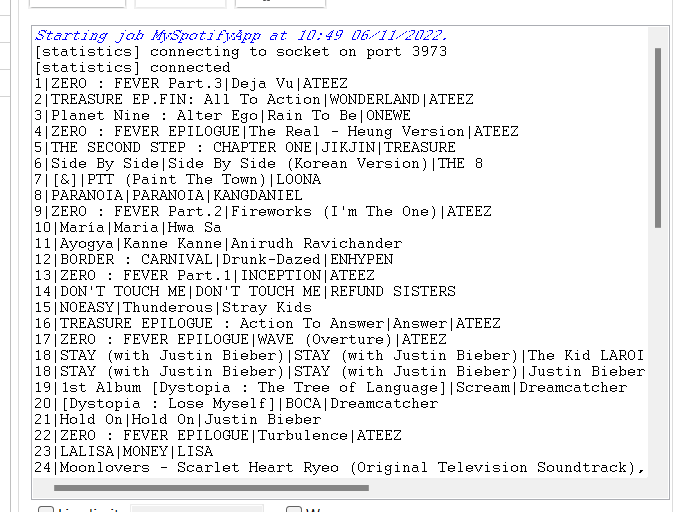 Starting job MySpotifyApp at 10:49 06/11/2022.
[statistics] connecting to socket on port 3973
[statistics] connected
1|ZERO : FEVER Part.3|Deja Vu|ATEEZ
2|TREASURE EP.FIN: All To Action|WONDERLAND|ATEEZ
3|Planet Nine : Alter Ego|Rain To Be|ONEWE
4|ZERO : FEVER EPILOGUE|The Real - Heung Version|ATEEZ
5|THE SECOND STEP : CHAPTER ONE|JIKJIN|TREASURE
6|Side By Side|Side By Side (Korean Version)|THE 8
7|[&]|PTT (Paint The Town)|LOONA
8|PARANOIA|PARANOIA|KANGDANIEL
9|ZERO : FEVER Part.2|Fireworks (I'm The One)|ATEEZ
10|María|Maria|Hwa Sa
11|Ayogya|Kanne Kanne|Anirudh Ravichander
12|BORDER : CARNIVAL|Drunk-Dazed|ENHYPEN
13|ZERO : FEVER Part.1|INCEPTION|ATEEZ
14|DON'T TOUCH ME|DON'T TOUCH ME|REFUND SISTERS
15|NOEASY|Thunderous|Stray Kids
16|TREASURE EPILOGUE : Action To Answer|Answer|ATEEZ
17|ZERO : FEVER EPILOGUE|WAVE (Overture)|ATEEZ
18|STAY (with Justin Bieber)|STAY (with Justin Bieber)|The Kid LAROI
18|STAY (with Justin Bieber)|STAY (with Justin Bieber)|Justin Bieber
19|1st Album [Dystopia : The Tree of Language]|Scream|Dreamcatcher
20|[Dystopia : Lose Myself]|BOCA|Dreamcatcher
21|Hold On|Hold On|Justin Bieber
22|ZERO : FEVER EPILOGUE|Turbulence|ATEEZ
23|LALISA|MONEY|LISA
24|Moonlovers - Scarlet Heart Ryeo (Original Television Soundtrack),